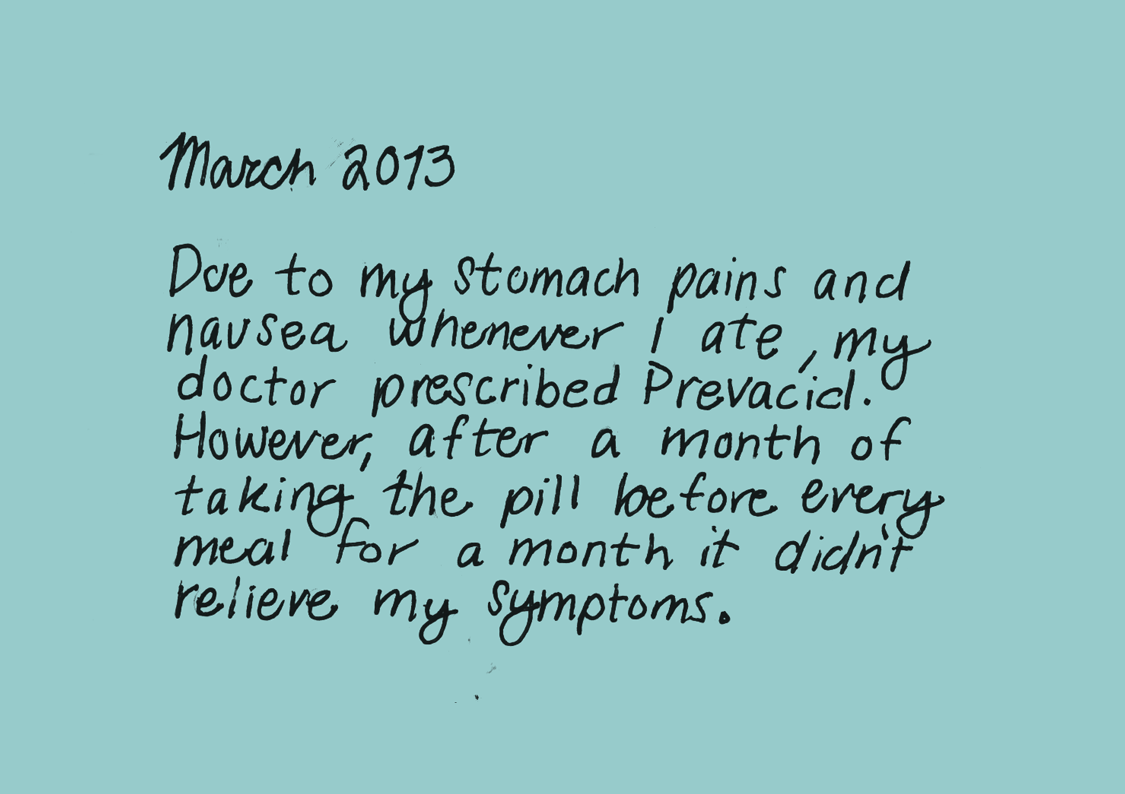 March 2013
Due to my stomach pains and
nausea whenever I ate, my
doctor prescribed Prevacid.
However, after a month of
taking the pill before every
meal for a month it didn't
relieve my symptoms.